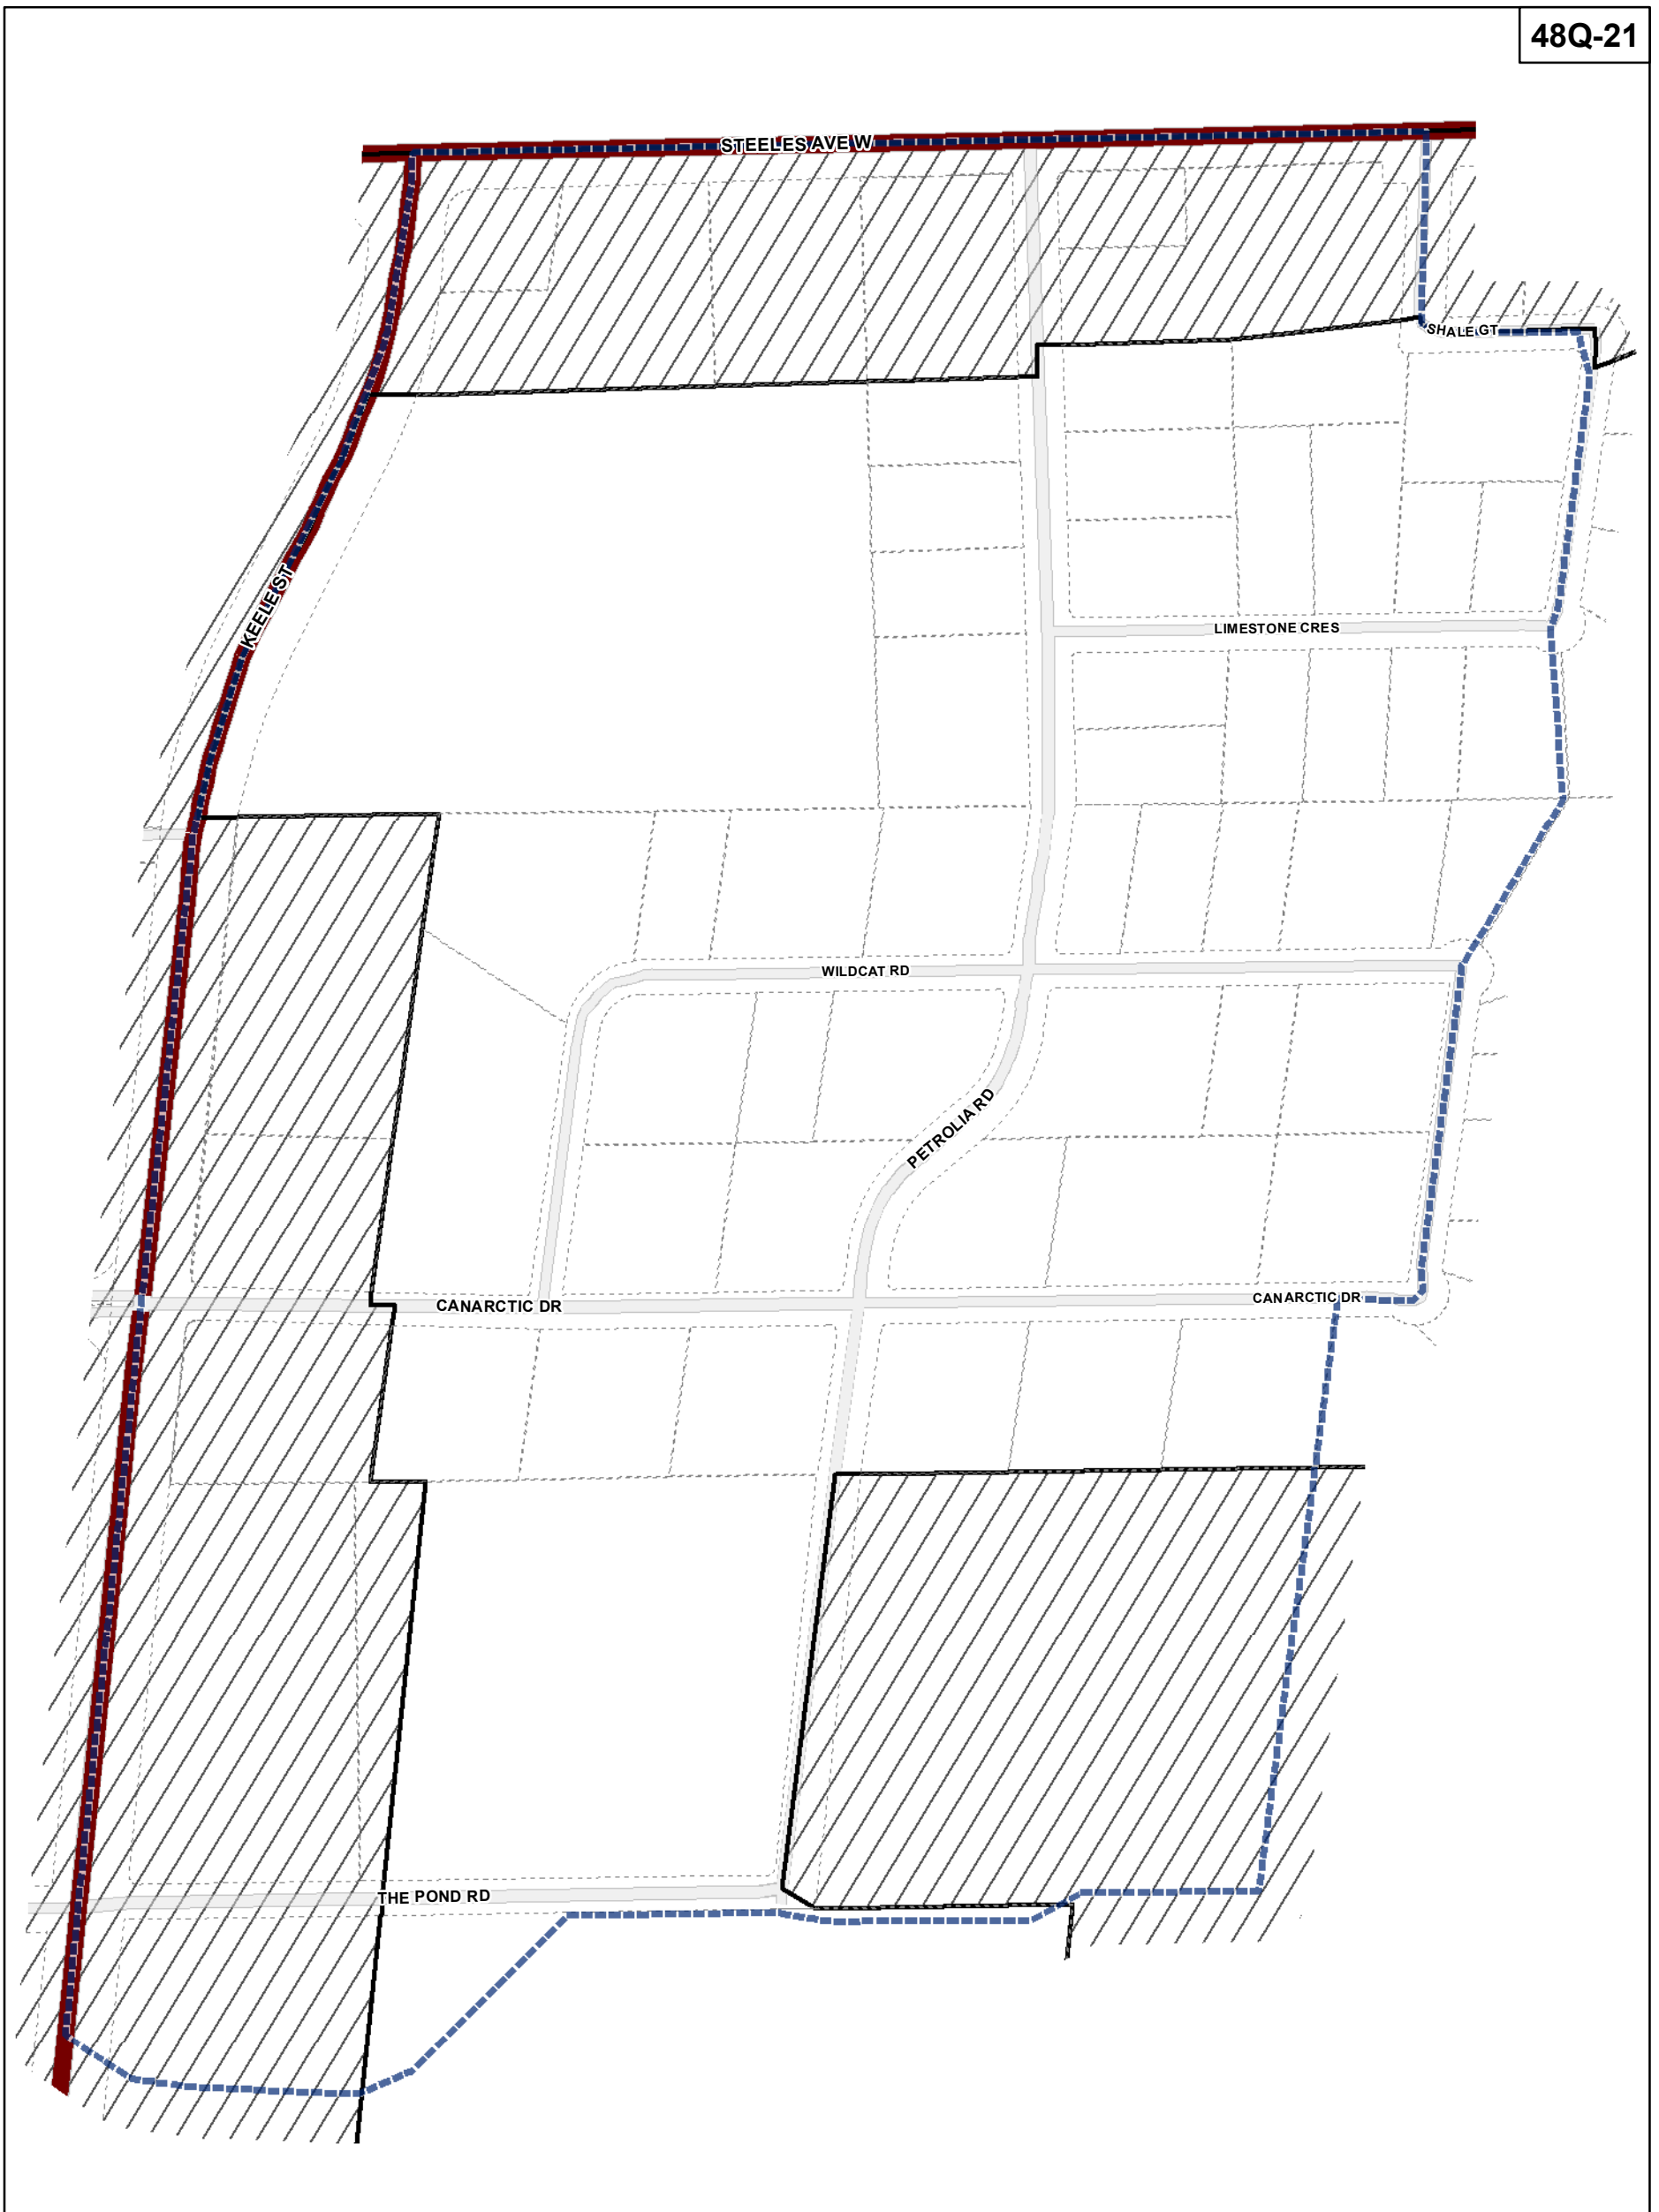 48Q-21
STEELES AVE W
SHALE GT
KEELE ST
LIMESTONE CRES
WILDCAT RD
PETROLIA RD
CANARCTIC DR
CANARCTIC DR
THE POND RD